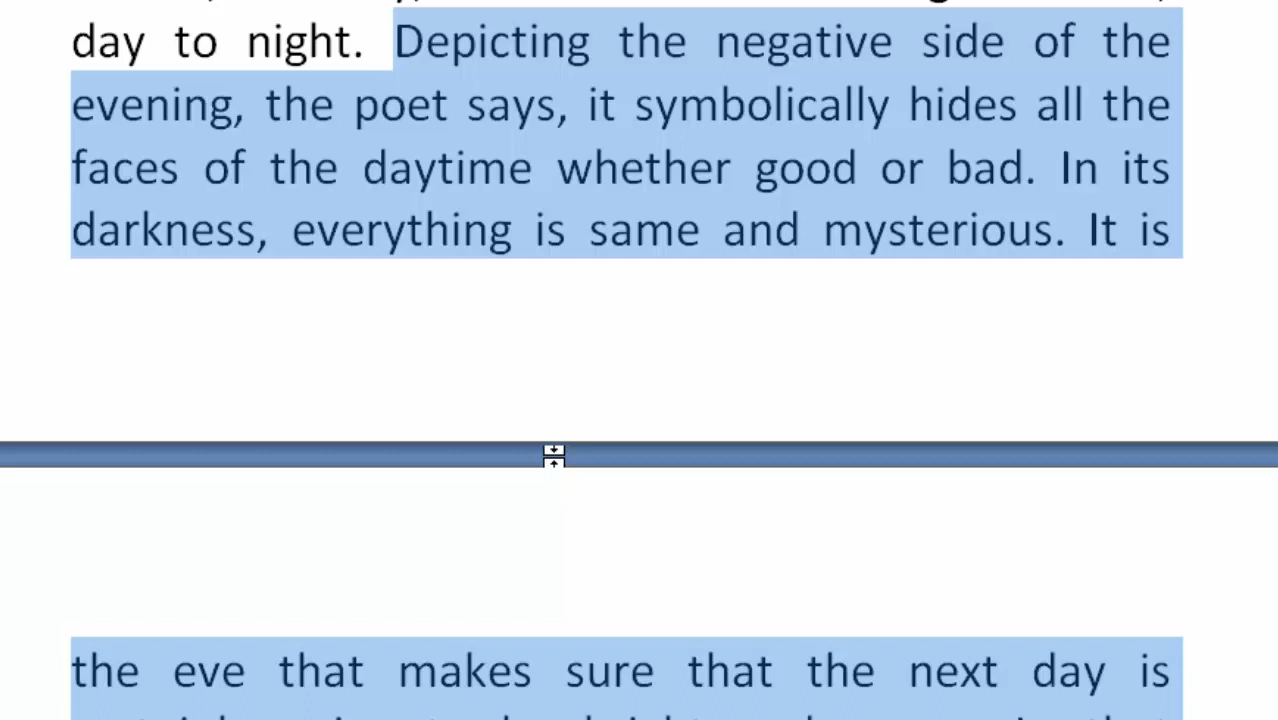 day to night. Depicting the negative side of the
evening, the poet says, it symbolically hides all the
faces of the daytime whether good or bad. In its
darkness, everything is same and mysterious. It is
the eve that makes sure that the next day is